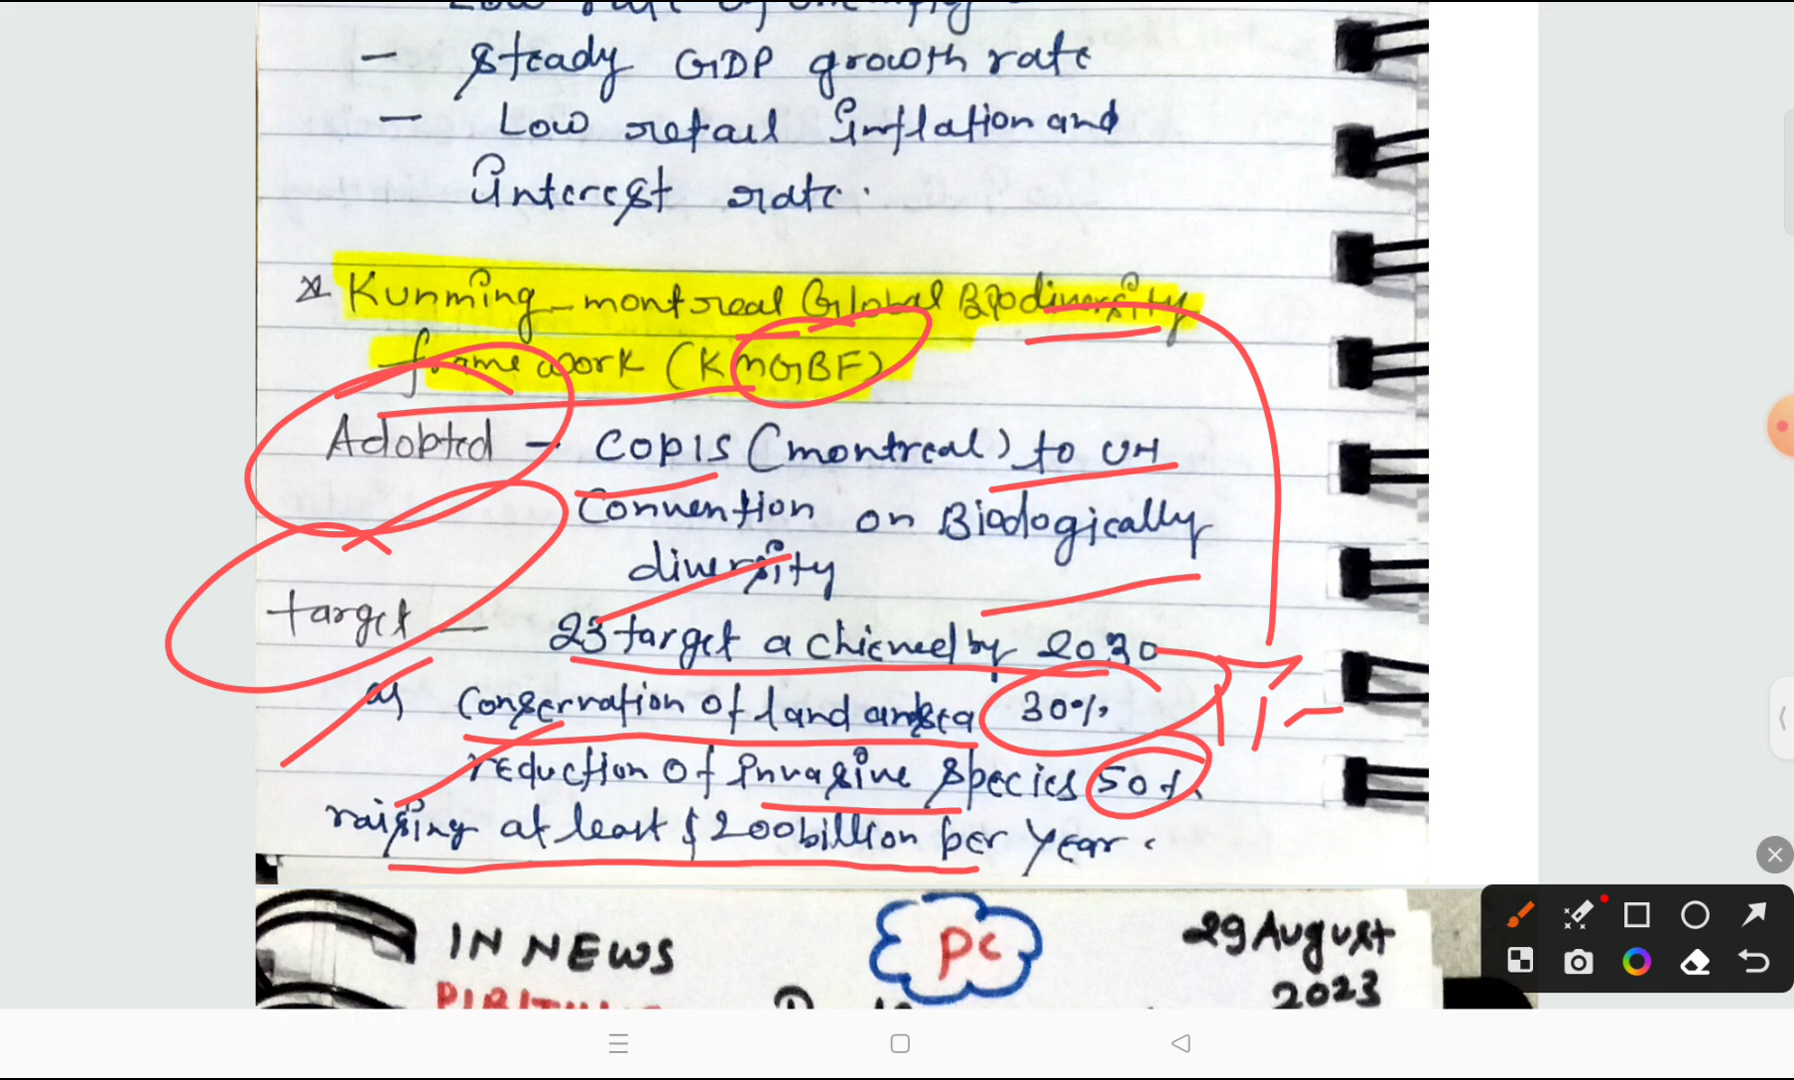 - Steady GDP growth rate
- Low retail inflation and
interest rate.
* Kunming-montreal Global Biodiversity
frame work (KmGBF)
Adopted - COP15 (montreal) to UN
Convention on Biologically
diversity
target - 23 target achieved by 2030
a) Conservation of land and sea 30%
reduction of invasive species 50%
raising at least $ 200 billion per year.
IN NEWS
PC
29 August
2023